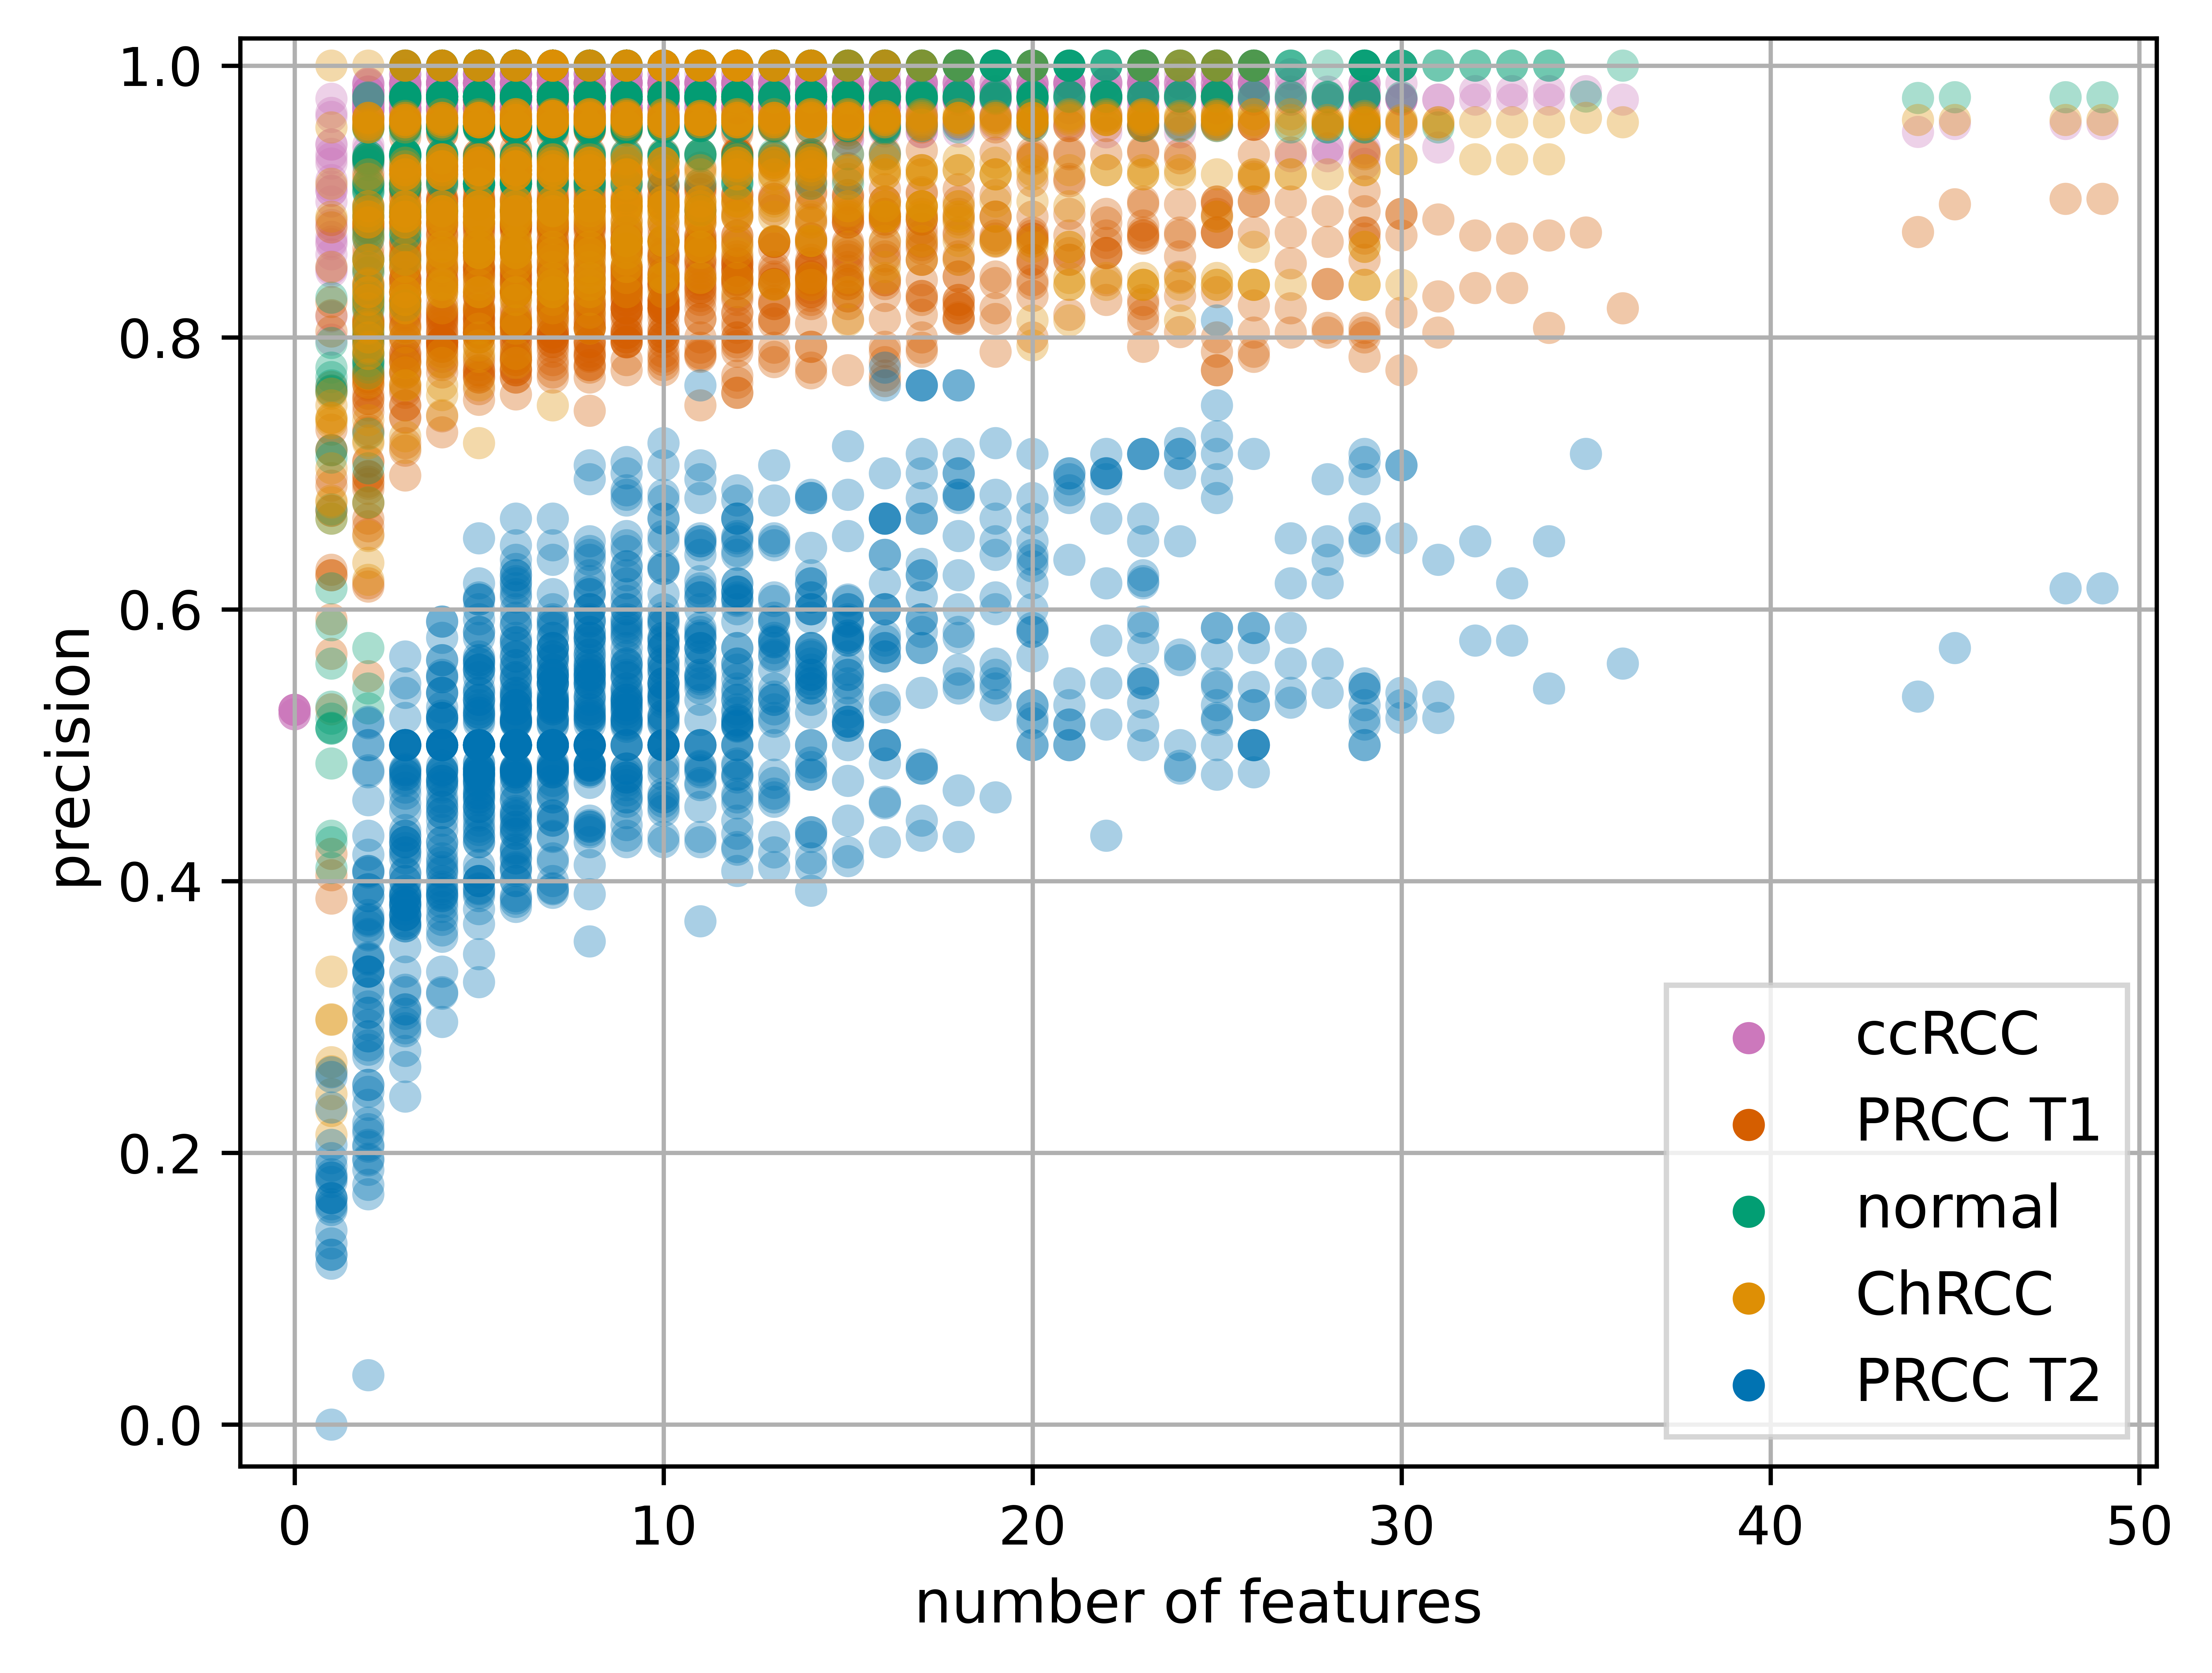 1.0
0.8
0.6
0.4
0.2
0.0
precision
0 10 20 30 40 50
number of features
ccRCC
PRCC T1
normal
ChRCC
PRCC T2